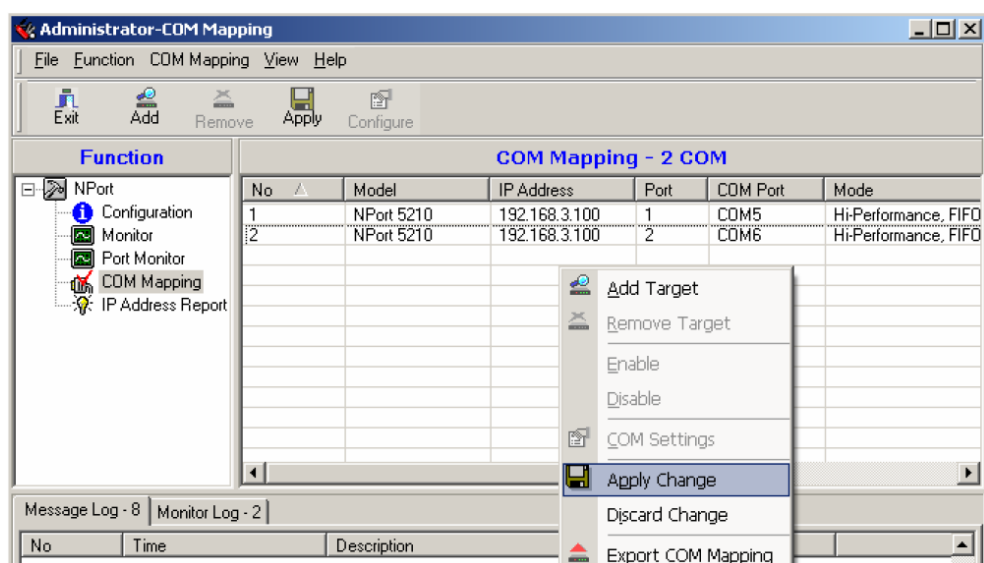 Administrator-COM Mapping
File Function COM Mapping View Help
Exit Add Remove Apply Configure
Function
COM Mapping - 2 COM
NPort
Configuration
Monitor
Port Monitor
COM Mapping
IP Address Report
No Model IP Address Port COM Port Mode
1 NPort 5210 192.168.3.100 1 COM5 Hi-Performance, FIFO
2 NPort 5210 192.168.3.100 2 COM6 Hi-Performance, FIFO
Add Target
Remove Target
Enable
Disable
COM Settings
Apply Change
Discard Change
Export COM Mapping
Message Log - 8 Monitor Log - 2
No Time Description